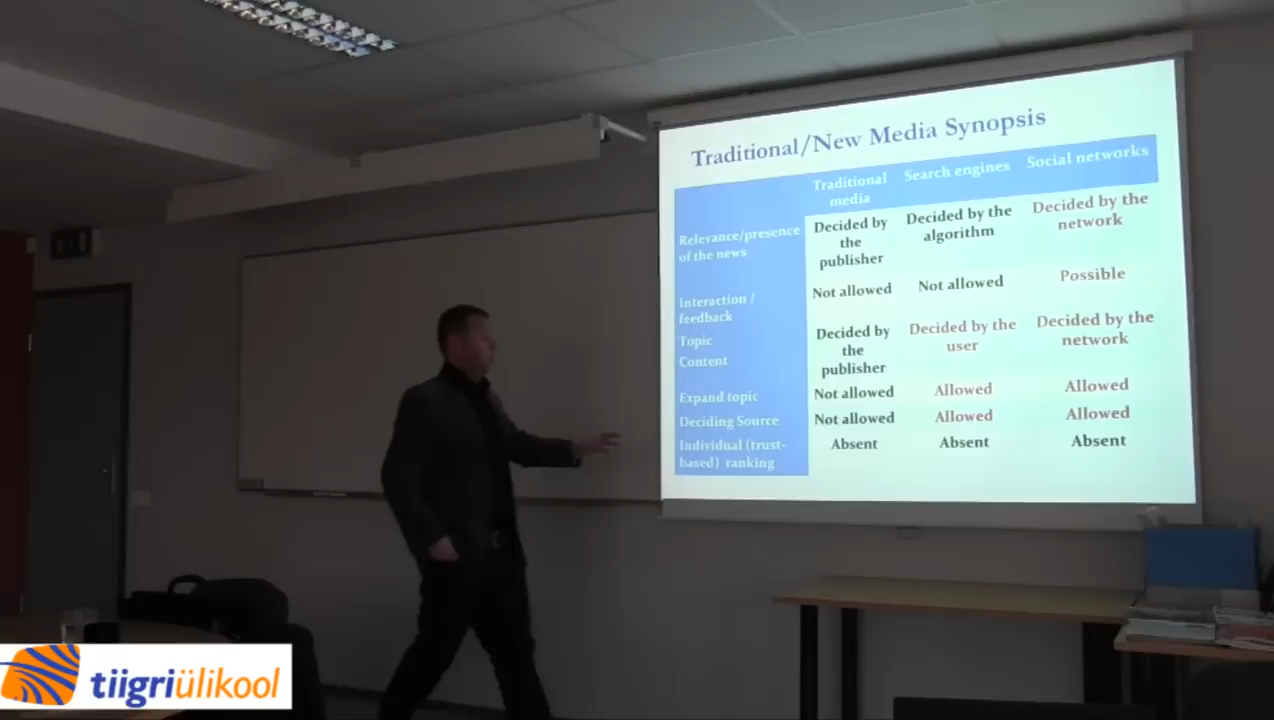 Traditional/New Media Synopsis
Traditional media
Search engines
Social networks
Relevance/presence of the news
Decided by the publisher
Decided by the algorithm
Decided by the network
Interaction / feedback
Not allowed
Not allowed
Possible
Topic
Content
Decided by the publisher
Decided by the user
Decided by the network
Expand topic
Not allowed
Allowed
Allowed
Deciding Source
Not allowed
Allowed
Allowed
Individual (trust-based) ranking
Absent
Absent
Absent
tiigriülikool